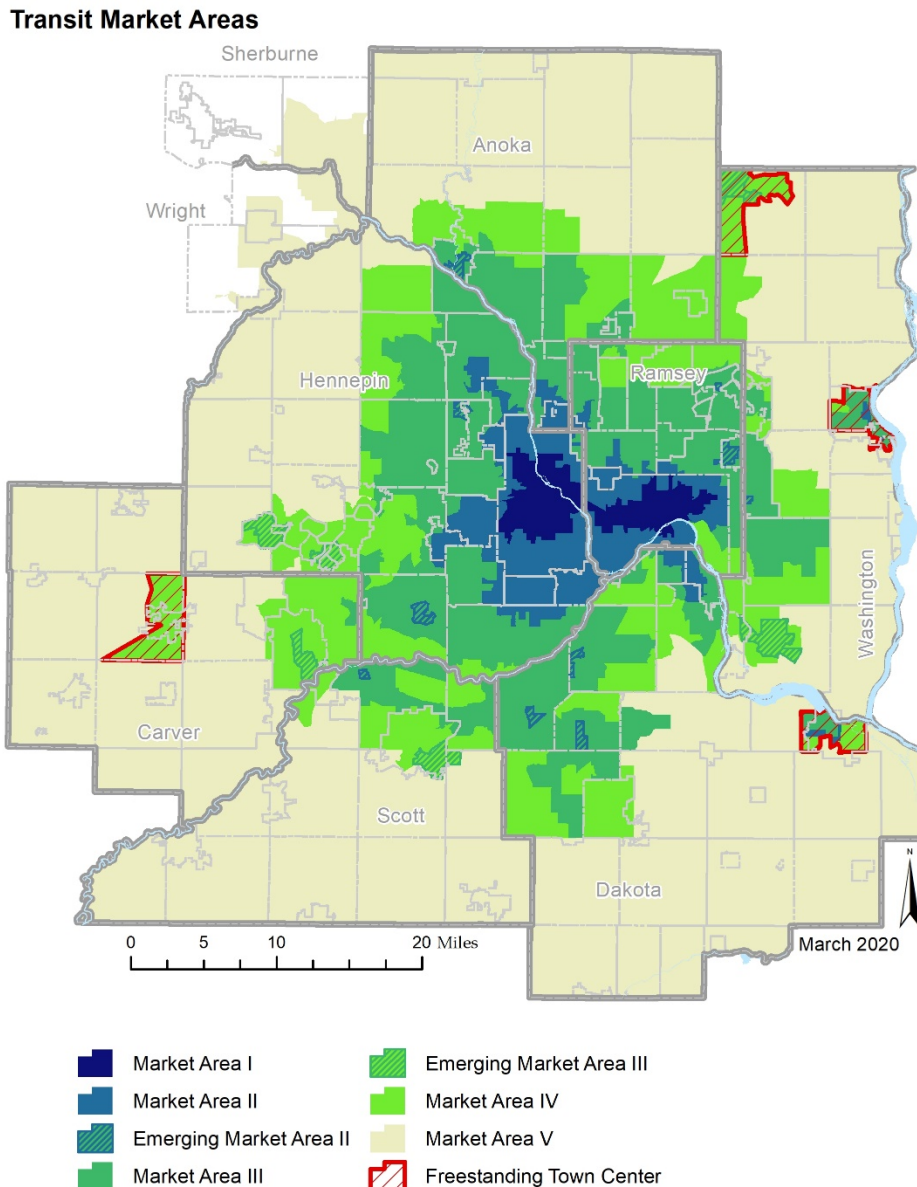 Transit Market Areas
Sherburne
Anoka
Wright
Hennepin
Ramsey
Washington
Carver
Scott
Dakota
N
0 5 10 20 Miles
March 2020
Market Area I
Market Area II
Emerging Market Area II
Market Area III
Emerging Market Area III
Market Area IV
Market Area V
Freestanding Town Center